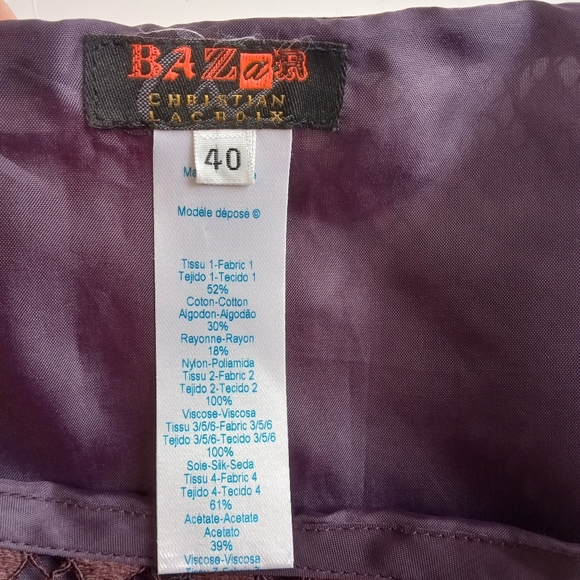 BAZaR
CHRISTIAN
LACROIX
40
Modèle déposé ©
Tissu 1-Fabric 1
Tejido 1-Tecido 1
52%
Coton-Cotton
Algodon-Algodão
30%
Rayonne-Rayon
18%
Nylon-Poliamida
Tissu 2-Fabric 2
Tejido 2-Tecido 2
100%
Viscose-Viscosa
Tissu 3/5/6-Fabric 3/5/6
Tejido 3/5/6-Tecido 3/5/6
100%
Soie-Silk-Seda
Tissu 4-Fabric 4
Tejido 4-Tecido 4
61%
Acétate-Acetate
Acetato
39%
Viscose-Viscosa